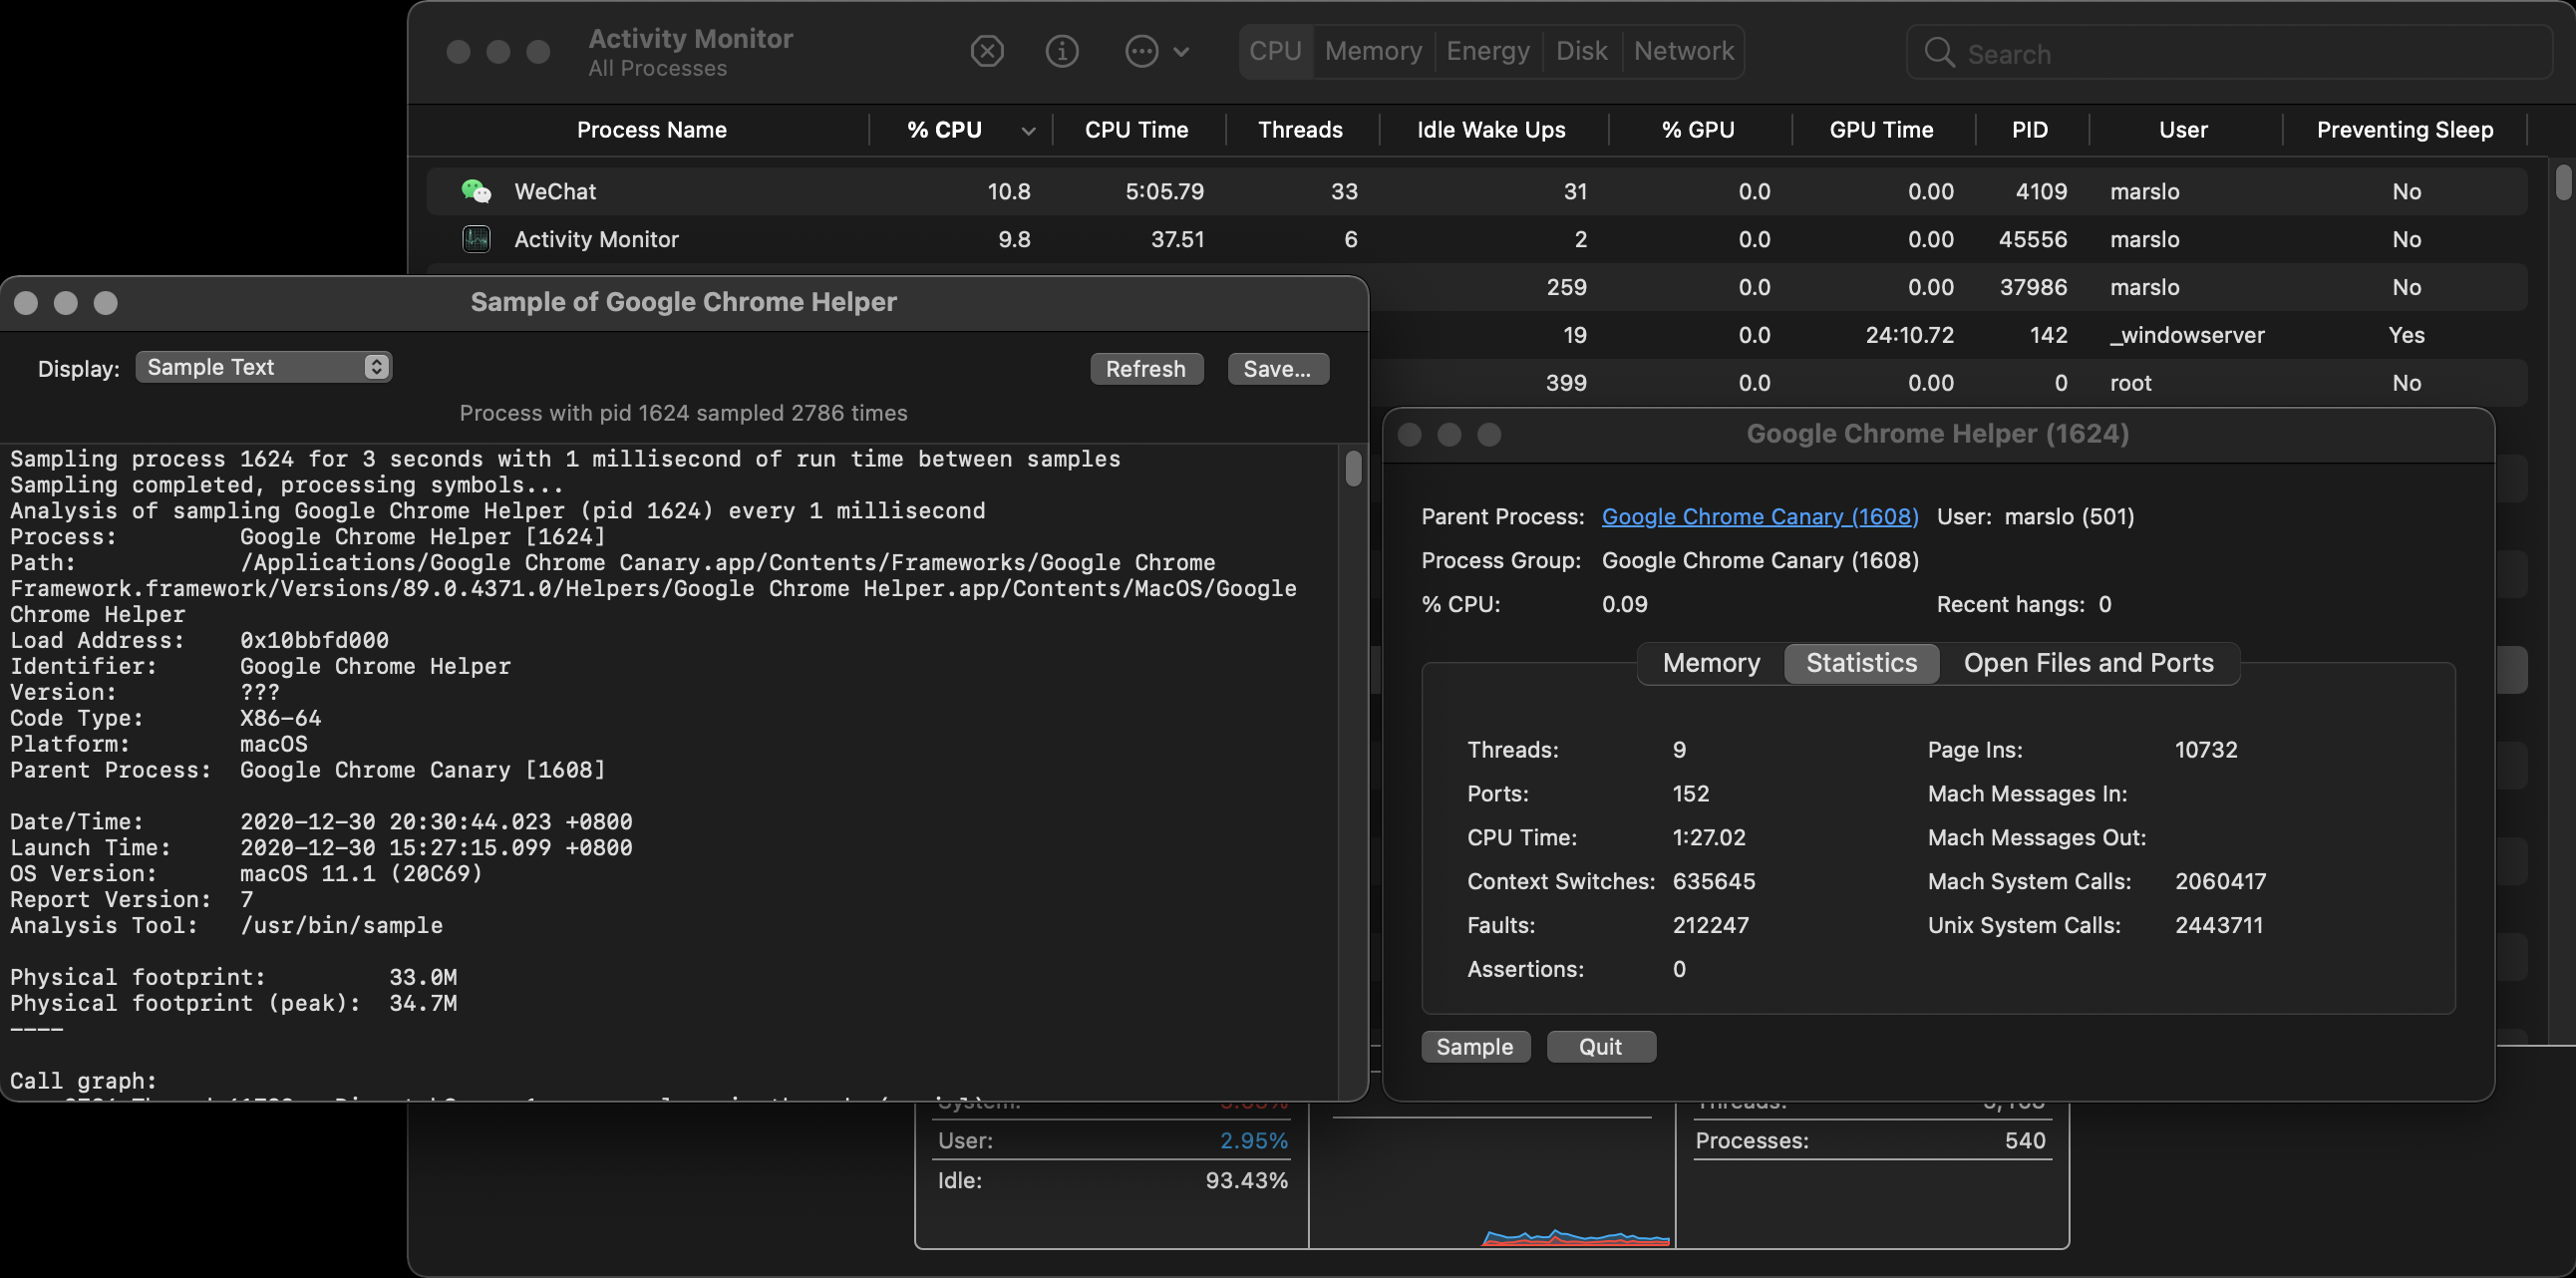 Activity Monitor
All Processes
CPU Memory Energy Disk Network
Search
Process Name % CPU CPU Time Threads Idle Wake Ups % GPU GPU Time PID User Preventing Sleep
WeChat 10.8 5:05.79 33 31 0.0 0.00 4109 marslo No
Activity Monitor 9.8 37.51 6 2 0.0 0.00 45556 marslo No
259 0.0 0.00 37986 marslo No
19 0.0 24:10.72 142 _windowserver Yes
399 0.0 0.00 0 root No
Sample of Google Chrome Helper
Display: Sample Text Refresh Save...
Process with pid 1624 sampled 2786 times
Sampling process 1624 for 3 seconds with 1 millisecond of run time between samples
Sampling completed, processing symbols...
Analysis of sampling Google Chrome Helper (pid 1624) every 1 millisecond
Process: Google Chrome Helper [1624]
Path: /Applications/Google Chrome Canary.app/Contents/Frameworks/Google Chrome
Framework.framework/Versions/89.0.4371.0/Helpers/Google Chrome Helper.app/Contents/MacOS/Google
Chrome Helper
Load Address: 0x10bbfd000
Identifier: Google Chrome Helper
Version: ???
Code Type: X86-64
Platform: macOS
Parent Process: Google Chrome Canary [1608]
Date/Time: 2020-12-30 20:30:44.023 +0800
Launch Time: 2020-12-30 15:27:15.099 +0800
OS Version: macOS 11.1 (20C69)
Report Version: 7
Analysis Tool: /usr/bin/sample
Physical footprint: 33.0M
Physical footprint (peak): 34.7M
----
Call graph:
Google Chrome Helper (1624)
Parent Process: Google Chrome Canary (1608) User: marslo (501)
Process Group: Google Chrome Canary (1608)
% CPU: 0.09 Recent hangs: 0
Memory Statistics Open Files and Ports
Threads: 9 Page Ins: 10732
Ports: 152 Mach Messages In:
CPU Time: 1:27.02 Mach Messages Out:
Context Switches: 635645 Mach System Calls: 2060417
Faults: 212247 Unix System Calls: 2443711
Assertions: 0
Sample Quit
System: Threads:
User: 2.95% Processes: 540
Idle: 93.43%